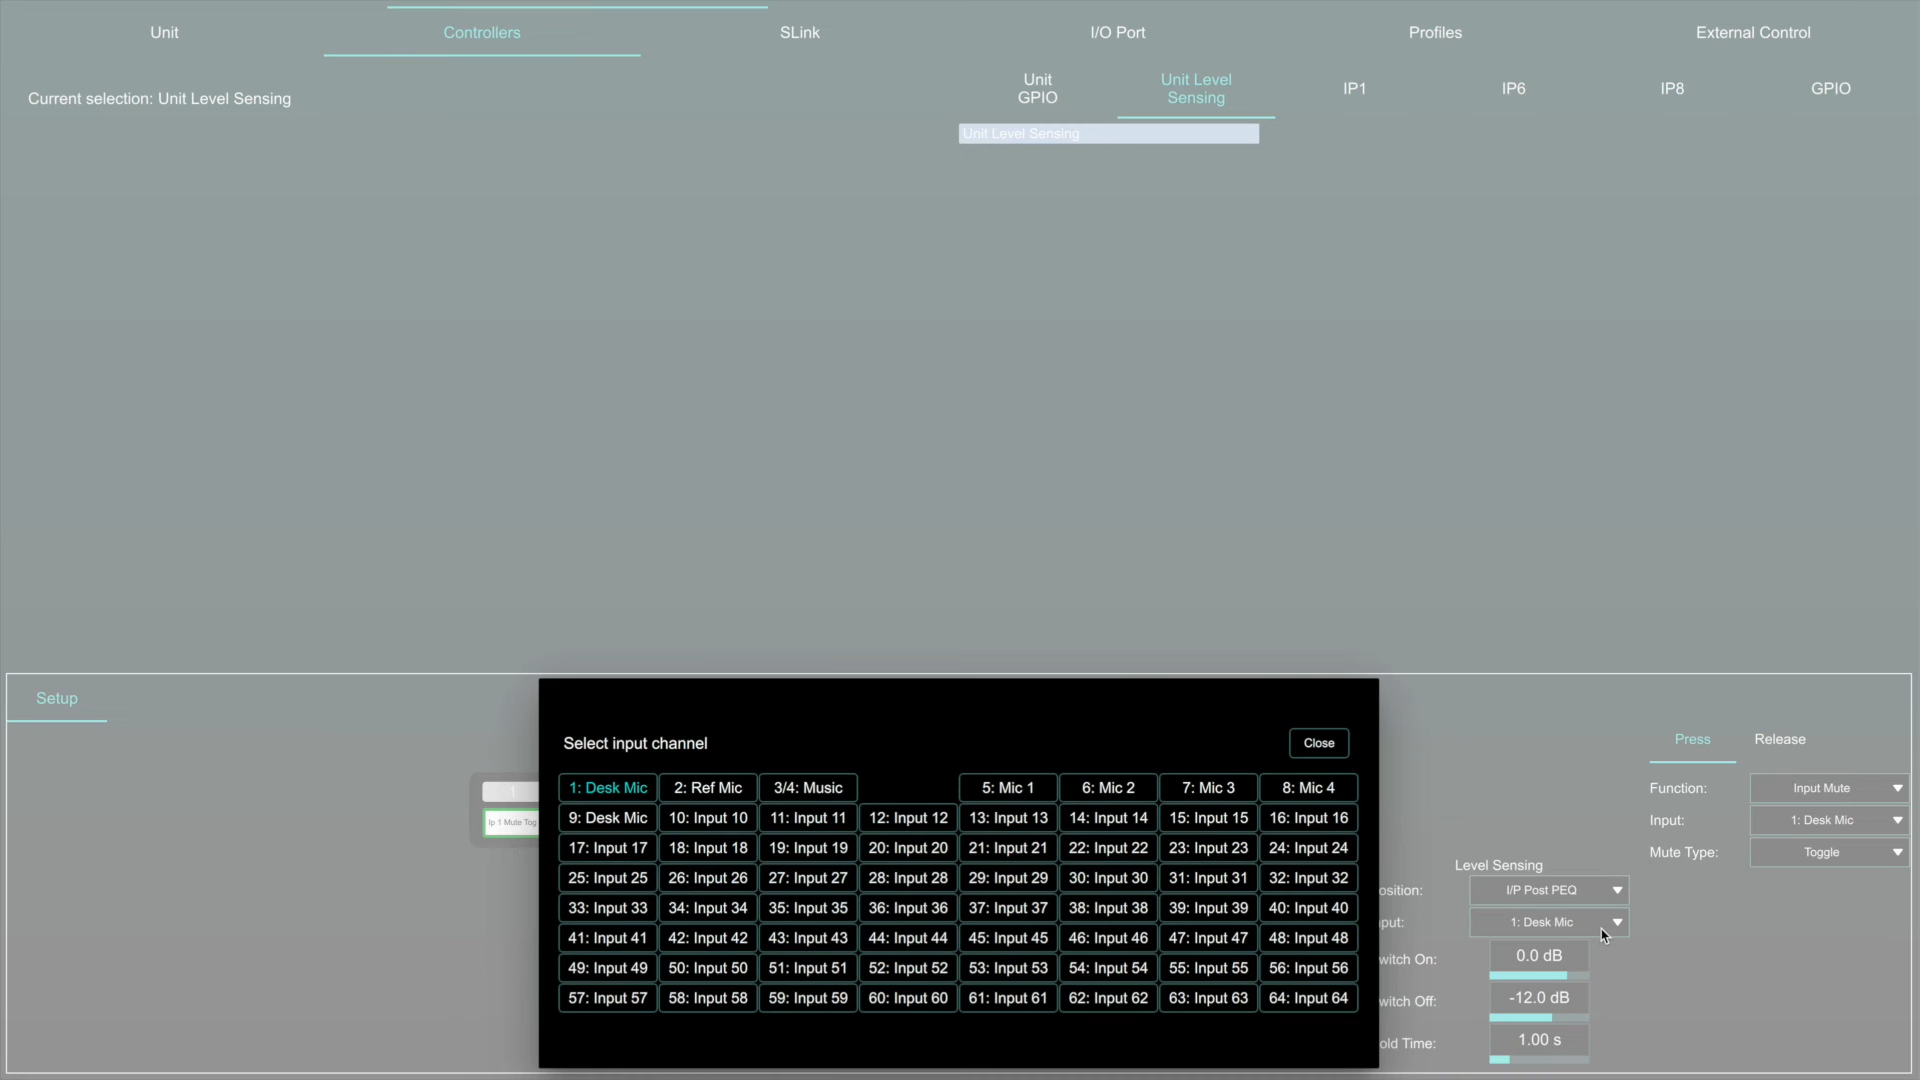 Unit
Controllers
SLink
I/O Port
Profiles
External Control
Current selection: Unit Level Sensing
Unit
GPIO
Unit Level
Sensing
IP1
IP6
IP8
GPIO
Unit Level Sensing
Setup
1
Ip 1 Mute Tog
Select input channel
Close
1: Desk Mic
2: Ref Mic
3/4: Music
5: Mic 1
6: Mic 2
7: Mic 3
8: Mic 4
9: Desk Mic
10: Input 10
11: Input 11
12: Input 12
13: Input 13
14: Input 14
15: Input 15
16: Input 16
17: Input 17
18: Input 18
19: Input 19
20: Input 20
21: Input 21
22: Input 22
23: Input 23
24: Input 24
25: Input 25
26: Input 26
27: Input 27
28: Input 28
29: Input 29
30: Input 30
31: Input 31
32: Input 32
33: Input 33
34: Input 34
35: Input 35
36: Input 36
37: Input 37
38: Input 38
39: Input 39
40: Input 40
41: Input 41
42: Input 42
43: Input 43
44: Input 44
45: Input 45
46: Input 46
47: Input 47
48: Input 48
49: Input 49
50: Input 50
51: Input 51
52: Input 52
53: Input 53
54: Input 54
55: Input 55
56: Input 56
57: Input 57
58: Input 58
59: Input 59
60: Input 60
61: Input 61
62: Input 62
63: Input 63
64: Input 64
Level Sensing
osition:
I/P Post PEQ
put:
1: Desk Mic
witch On:
0.0 dB
witch Off:
-12.0 dB
old Time:
1.00 s
Press
Release
Function:
Input Mute
Input:
1: Desk Mic
Mute Type:
Toggle